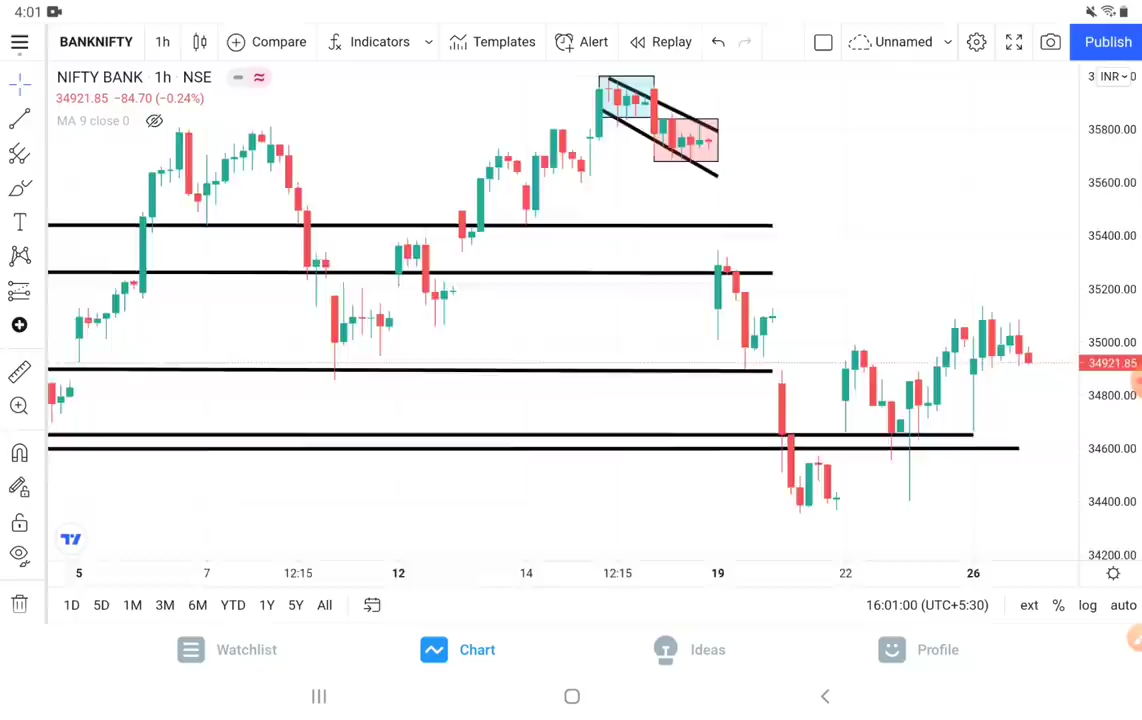 4:01
BANKNIFTY 1h Compare Indicators Templates Alert Replay Unnamed Publish
NIFTY BANK · 1h · NSE
34921.85 −84.70 (−0.24%)
MA 9 close 0
INR
35800.00
35600.00
35400.00
35200.00
35000.00
34921.85
34800.00
34600.00
34400.00
34200.00
5 7 12:15 12 14 12:15 19 22 26
1D 5D 1M 3M 6M YTD 1Y 5Y All 16:01:00 (UTC+5:30) ext % log auto
Watchlist Chart Ideas Profile